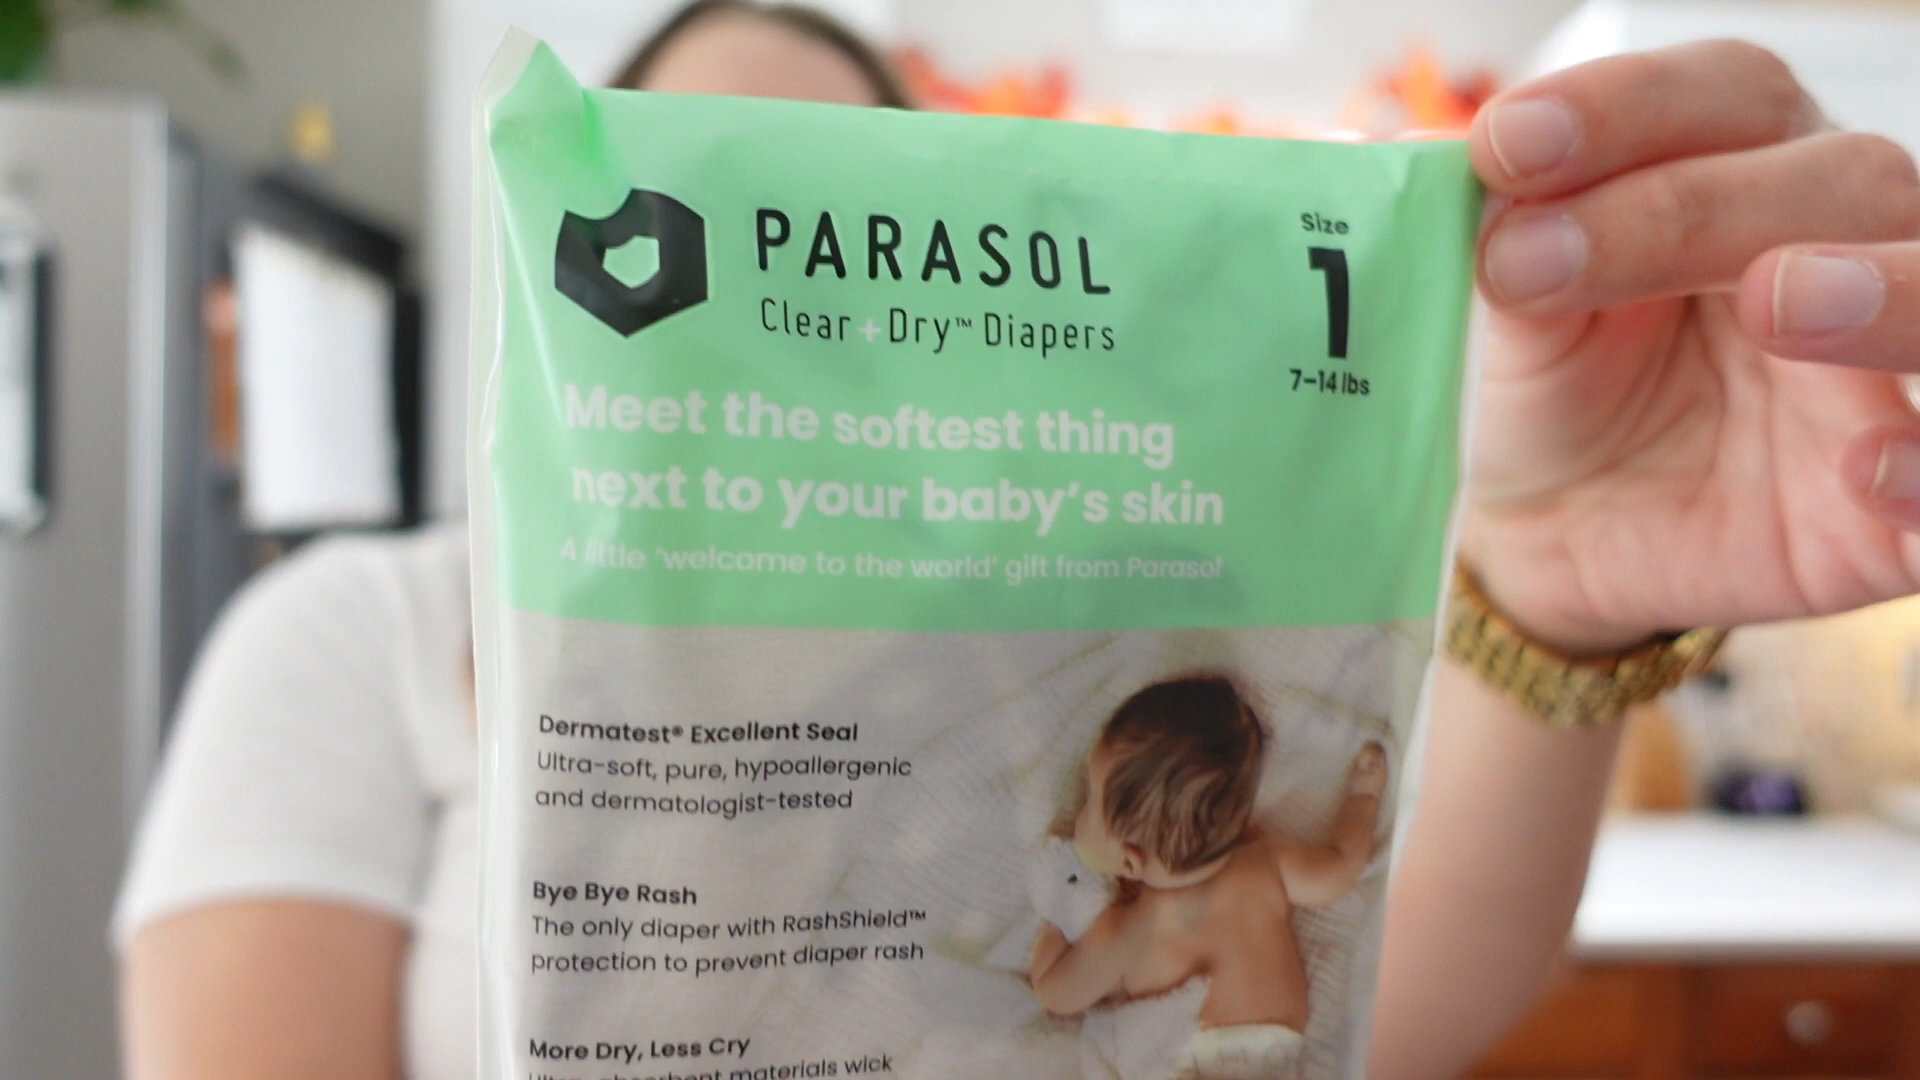 PARASOL
Clear+Dry™ Diapers
Size
1
7-14 lbs
Meet the softest thing
next to your baby's skin
A little 'welcome to the world' gift from Parasol
Dermatest® Excellent Seal
Ultra-soft, pure, hypoallergenic
and dermatologist-tested
Bye Bye Rash
The only diaper with RashShield™
protection to prevent diaper rash
More Dry, Less Cry
materials wick